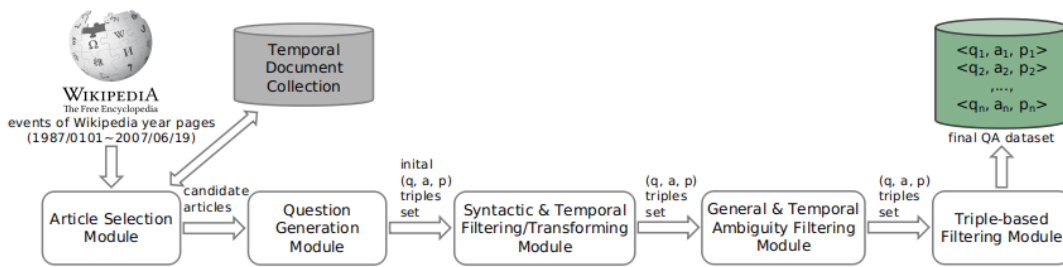 WIKIPEDIA
The Free Encyclopedia
events of Wikipedia year pages
(1987/0101~2007/06/19)
Temporal
Document
Collection
<q1, a1, p1>
<q2, a2, p2>
,...,
<qn, an, pn>
final QA dataset
Article Selection
Module
candidate
articles
Question
Generation
Module
inital
(q, a, p)
triples
set
Syntactic & Temporal
Filtering/Transforming
Module
(q, a, p)
triples
set
General & Temporal
Ambiguity Filtering
Module
(q, a, p)
triples
set
Triple-based
Filtering Module